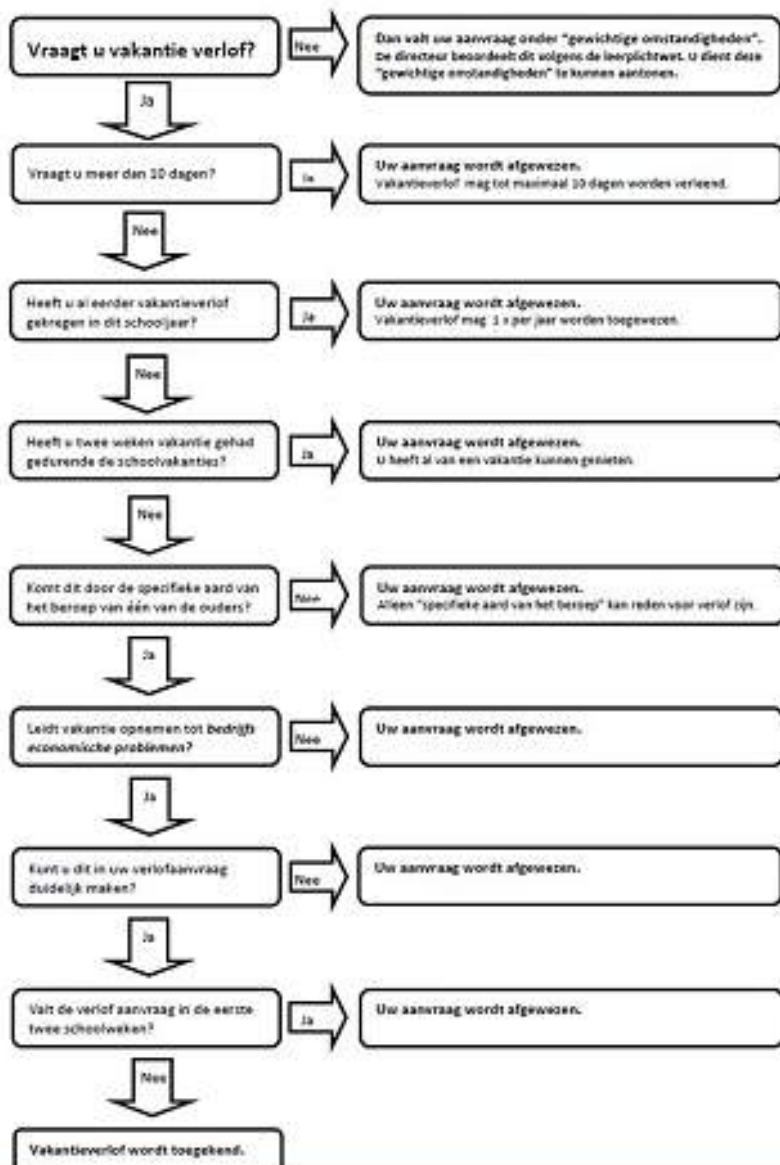 Vraagt u vakantie verlof?
Nee
Dan valt uw aanvraag onder "gewichtige omstandigheden".
De directeur beoordeelt dit volgens de leerplichtwet. U dient deze
"gewichtige omstandigheden" te kunnen aantonen.
Ja
Vraagt u meer dan 10 dagen?
Ja
Uw aanvraag wordt afgewezen.
Vakantieverlof mag tot maximaal 10 dagen worden verleend.
Nee
Heeft u al eerder vakantieverlof
gekregen in dit schooljaar?
Ja
Uw aanvraag wordt afgewezen.
Vakantieverlof mag 1 x per jaar worden toegewezen.
Nee
Heeft u twee weken vakantie gehad
gedurende de schoolvakanties?
Ja
Uw aanvraag wordt afgewezen.
U heeft al van een vakantie kunnen genieten.
Nee
Komt dit door de specifieke aard van
het beroep van één van de ouders?
Nee
Uw aanvraag wordt afgewezen.
Alleen "specifieke aard van het beroep" kan reden voor verlof zijn.
Ja
Leidt vakantie opnemen tot bedrijfs
economische problemen?
Nee
Uw aanvraag wordt afgewezen.
Ja
Kunt u dit in uw verlofaanvraag
duidelijk maken?
Nee
Uw aanvraag wordt afgewezen.
Ja
Valt de verlof aanvraag in de eerste
twee schoolweken?
Ja
Uw aanvraag wordt afgewezen.
Nee
Vakantieverlof wordt toegekend.